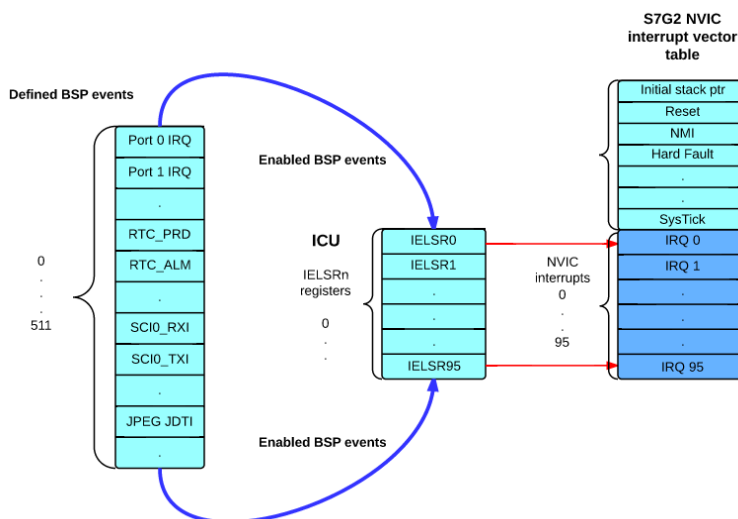 S7G2 NVIC
interrupt vector
table
Defined BSP events
Port 0 IRQ
Port 1 IRQ
.
RTC_PRD
RTC_ALM
.
SCI0_RXI
SCI0_TXI
.
JPEG JDTI
.
0
.
.
.
511
Enabled BSP events
Enabled BSP events
ICU
IELSRn
registers
0
.
.
IELSR0
IELSR1
.
.
.
IELSR95
NVIC
interrupts
0
.
.
95
Initial stack ptr
Reset
NMI
Hard Fault
.
.
SysTick
IRQ 0
IRQ 1
.
.
.
IRQ 95